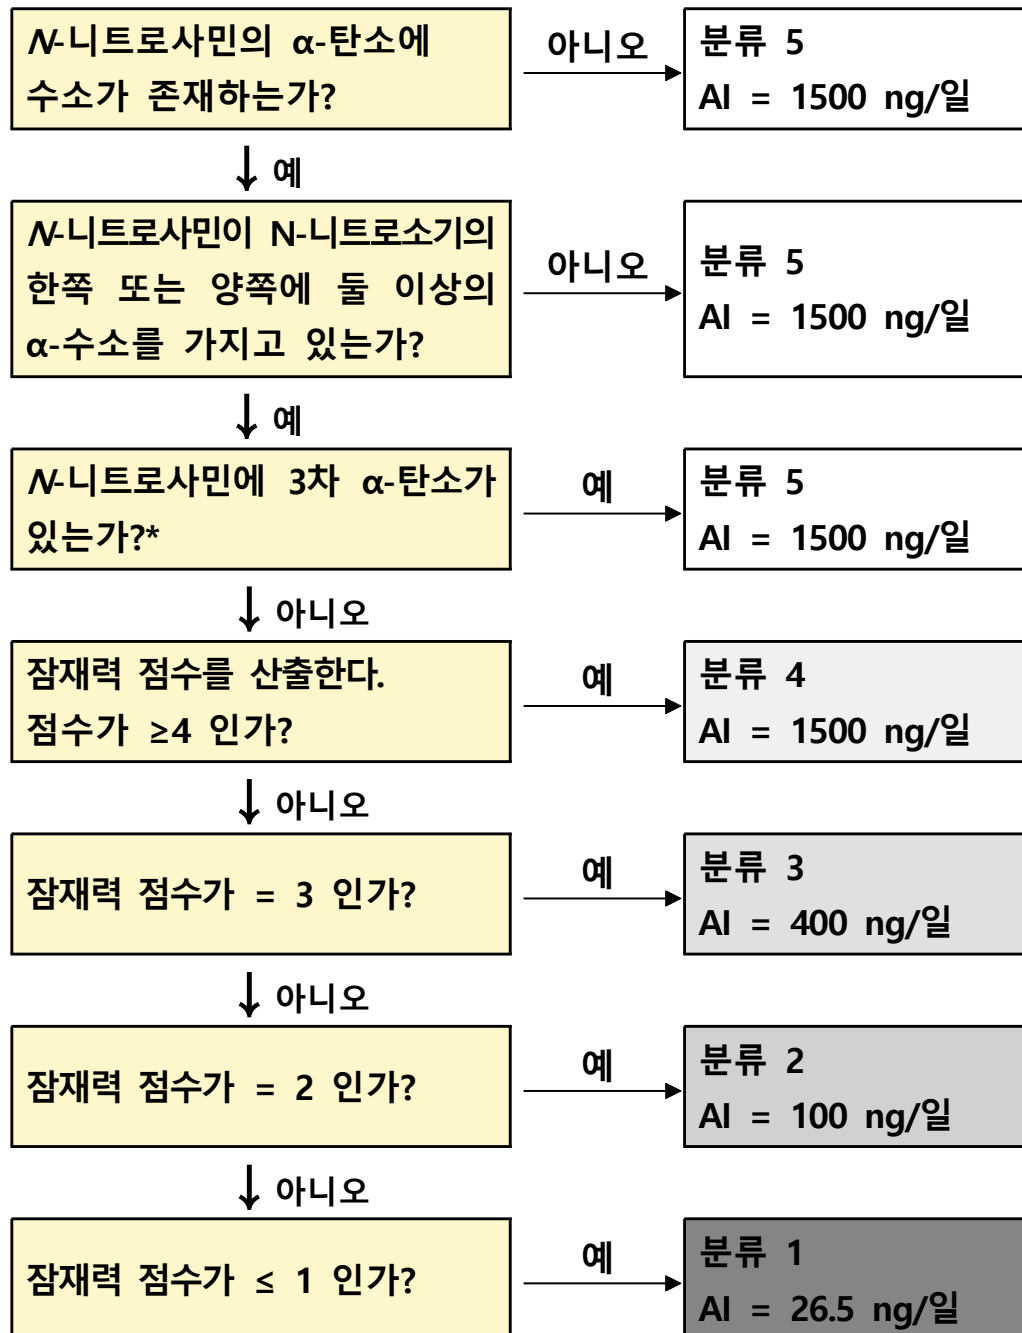 N-니트로사민의 α-탄소에
수소가 존재하는가?
아니오
분류 5
AI = 1500 ng/일
↓ 예
N-니트로사민이 N-니트로소기의
한쪽 또는 양쪽에 둘 이상의
α-수소를 가지고 있는가?
아니오
분류 5
AI = 1500 ng/일
↓ 예
N-니트로사민에 3차 α-탄소가
있는가?*
예
분류 5
AI = 1500 ng/일
↓ 아니오
잠재력 점수를 산출한다.
점수가 ≥4 인가?
예
분류 4
AI = 1500 ng/일
↓ 아니오
잠재력 점수가 = 3 인가?
예
분류 3
AI = 400 ng/일
↓ 아니오
잠재력 점수가 = 2 인가?
예
분류 2
AI = 100 ng/일
↓ 아니오
잠재력 점수가 ≤ 1 인가?
예
분류 1
AI = 26.5 ng/일